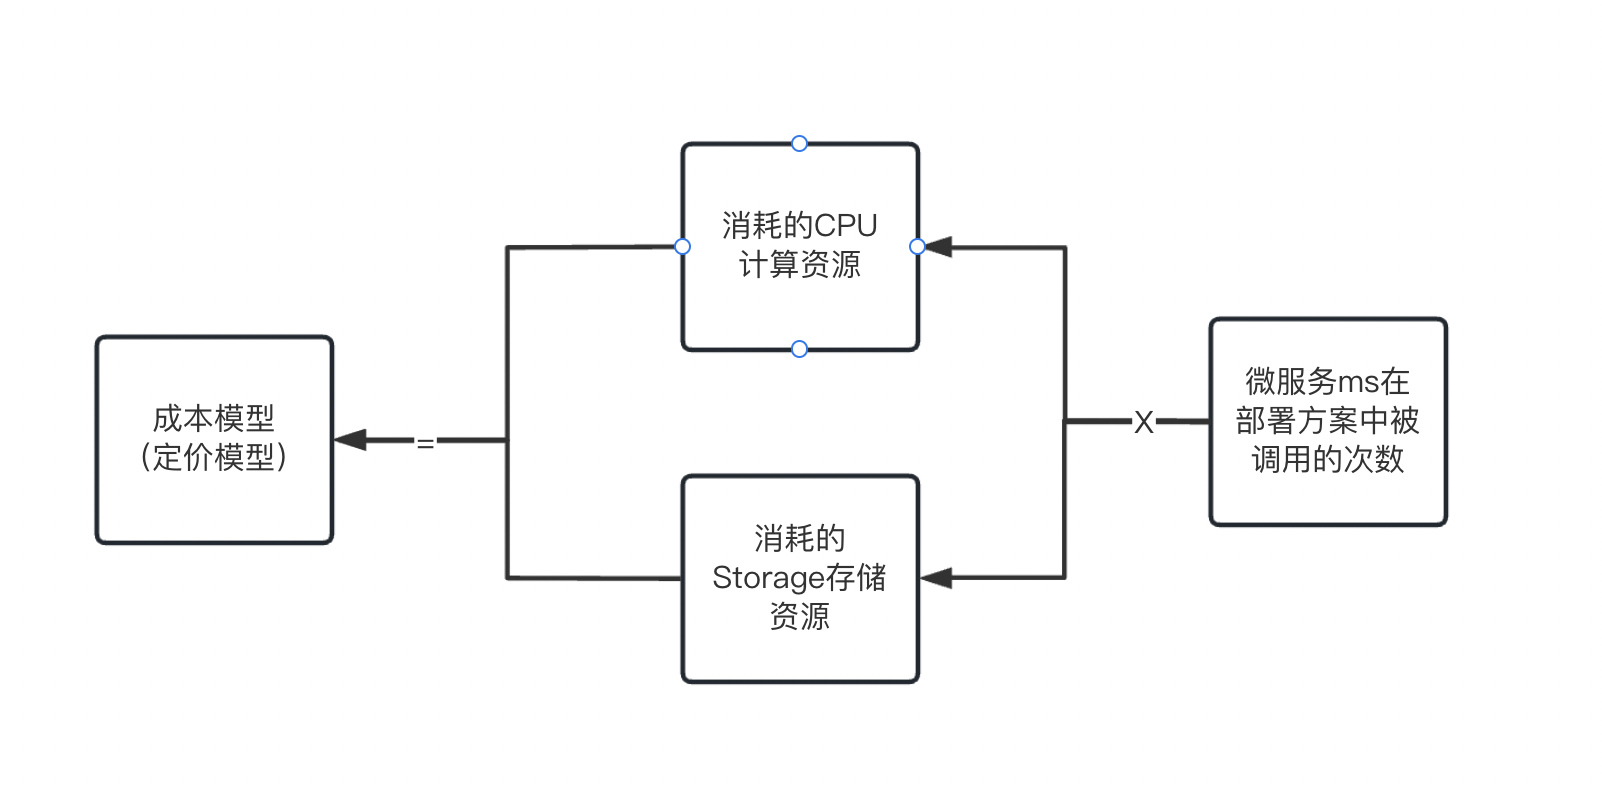 消耗的CPU
计算资源
成本模型
(定价模型)
=
消耗的
Storage存储
资源
X
微服务ms在
部署方案中被
调用的次数